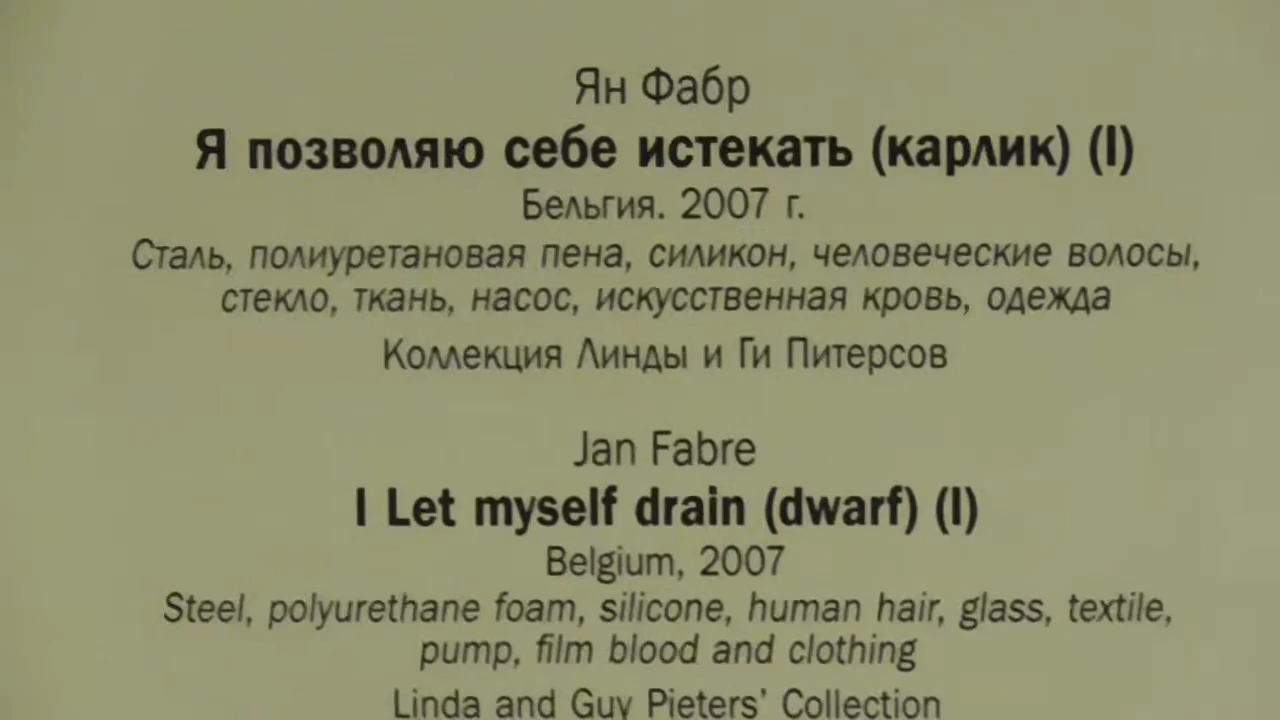 Ян Фабр
Я позволяю себе истекать (карлик) (I)
Бельгия. 2007 г.
Сталь, полиуретановая пена, силикон, человеческие волосы,
стекло, ткань, насос, искусственная кровь, одежда
Коллекция Линды и Ги Питерсов
Jan Fabre
I Let myself drain (dwarf) (I)
Belgium, 2007
Steel, polyurethane foam, silicone, human hair, glass, textile,
pump, film blood and clothing
Linda and Guy Pieters' Collection